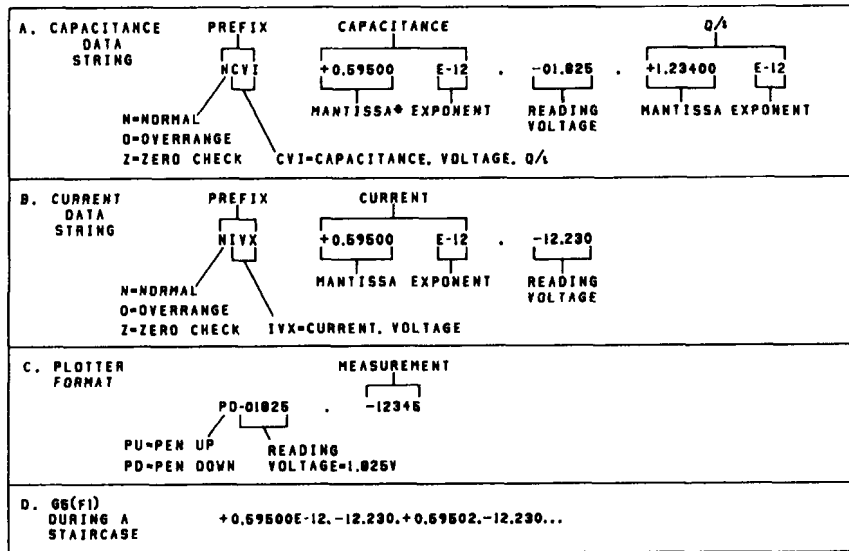 A. CAPACITANCE PREFIX CAPACITANCE Q/t
DATA
STRING NCVI +0.59500 E-12 , -01.825 , +1.23400 E-12
N=NORMAL MANTISSA* EXPONENT READING MANTISSA EXPONENT
O=OVERRANGE VOLTAGE
Z=ZERO CHECK CVI=CAPACITANCE, VOLTAGE, Q/t
B. CURRENT PREFIX CURRENT
DATA
STRING NIVX +0.59500 E-12 , -12.230
MANTISSA EXPONENT READING
N=NORMAL VOLTAGE
O=OVERRANGE
Z=ZERO CHECK IVX=CURRENT, VOLTAGE
C. PLOTTER MEASUREMENT
FORMAT
PD-01825 , -12345
PU=PEN UP READING
PD=PEN DOWN VOLTAGE=1.825V
D. G5(F1)
DURING A +0.59500E-12,-12.230,+0.59502,-12.230...
STAIRCASE